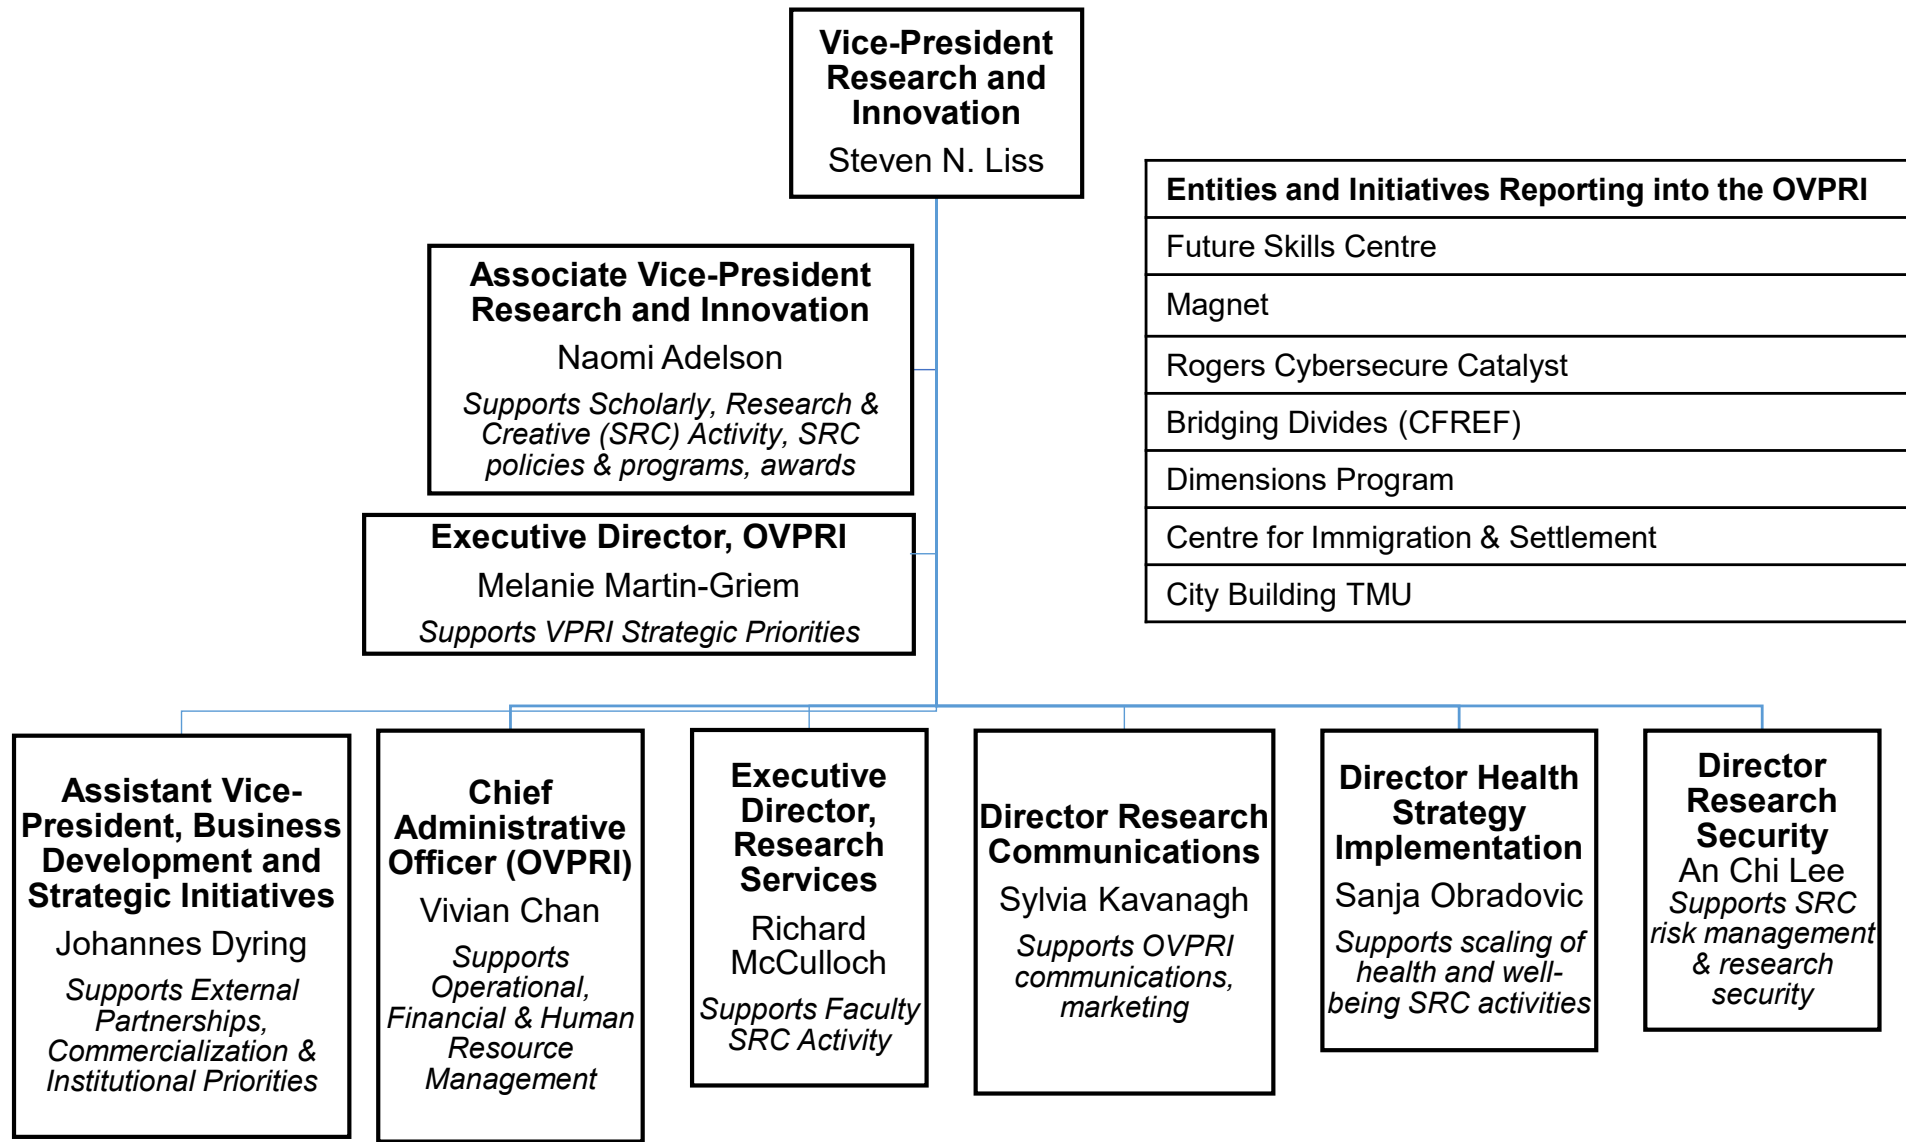 Vice-President
Research and
Innovation
Steven N. Liss
Entities and Initiatives Reporting into the OVPRI
Future Skills Centre
Magnet
Rogers Cybersecure Catalyst
Bridging Divides (CFREF)
Dimensions Program
Centre for Immigration & Settlement
City Building TMU
Associate Vice-President
Research and Innovation
Naomi Adelson
Supports Scholarly, Research &
Creative (SRC) Activity, SRC
policies & programs, awards
Executive Director, OVPRI
Melanie Martin-Griem
Supports VPRI Strategic Priorities
Assistant Vice-
President, Business
Development and
Strategic Initiatives
Johannes Dyring
Supports External
Partnerships,
Commercialization &
Institutional Priorities
Chief
Administrative
Officer (OVPRI)
Vivian Chan
Supports
Operational,
Financial & Human
Resource
Management
Executive
Director,
Research
Services
Richard
McCulloch
Supports Faculty
SRC Activity
Director Research
Communications
Sylvia Kavanagh
Supports OVPRI
communications,
marketing
Director Health
Strategy
Implementation
Sanja Obradovic
Supports scaling of
health and well-
being SRC activities
Director
Research
Security
An Chi Lee
Supports SRC
risk management
& research
security